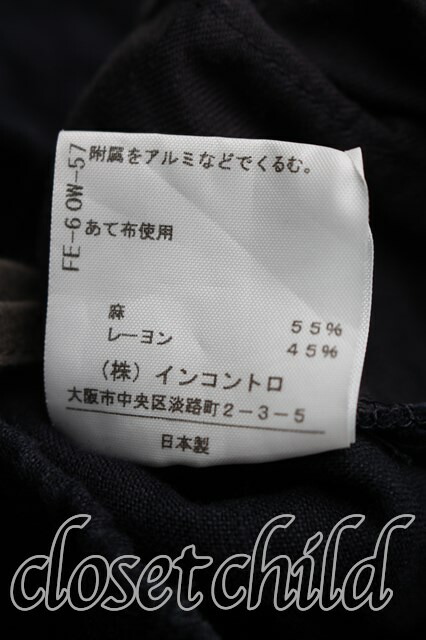 附属をアルミなどでくるむ。
FE-60W-57
あて布使用
麻 55%
レーヨン 45%
(株)インコントロ
大阪市中央区淡路町2-3-5
日本製
closet child